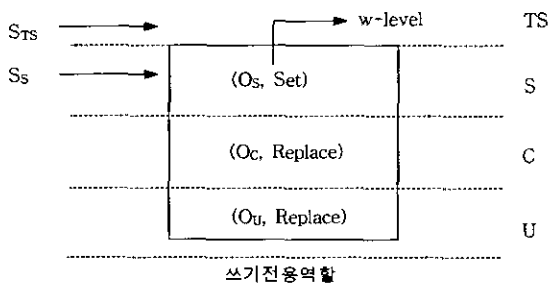 S_TS w-level TS
S_S (O_S, Set) S
(O_C, Replace) C
(O_U, Replace) U
쓰기전용역할